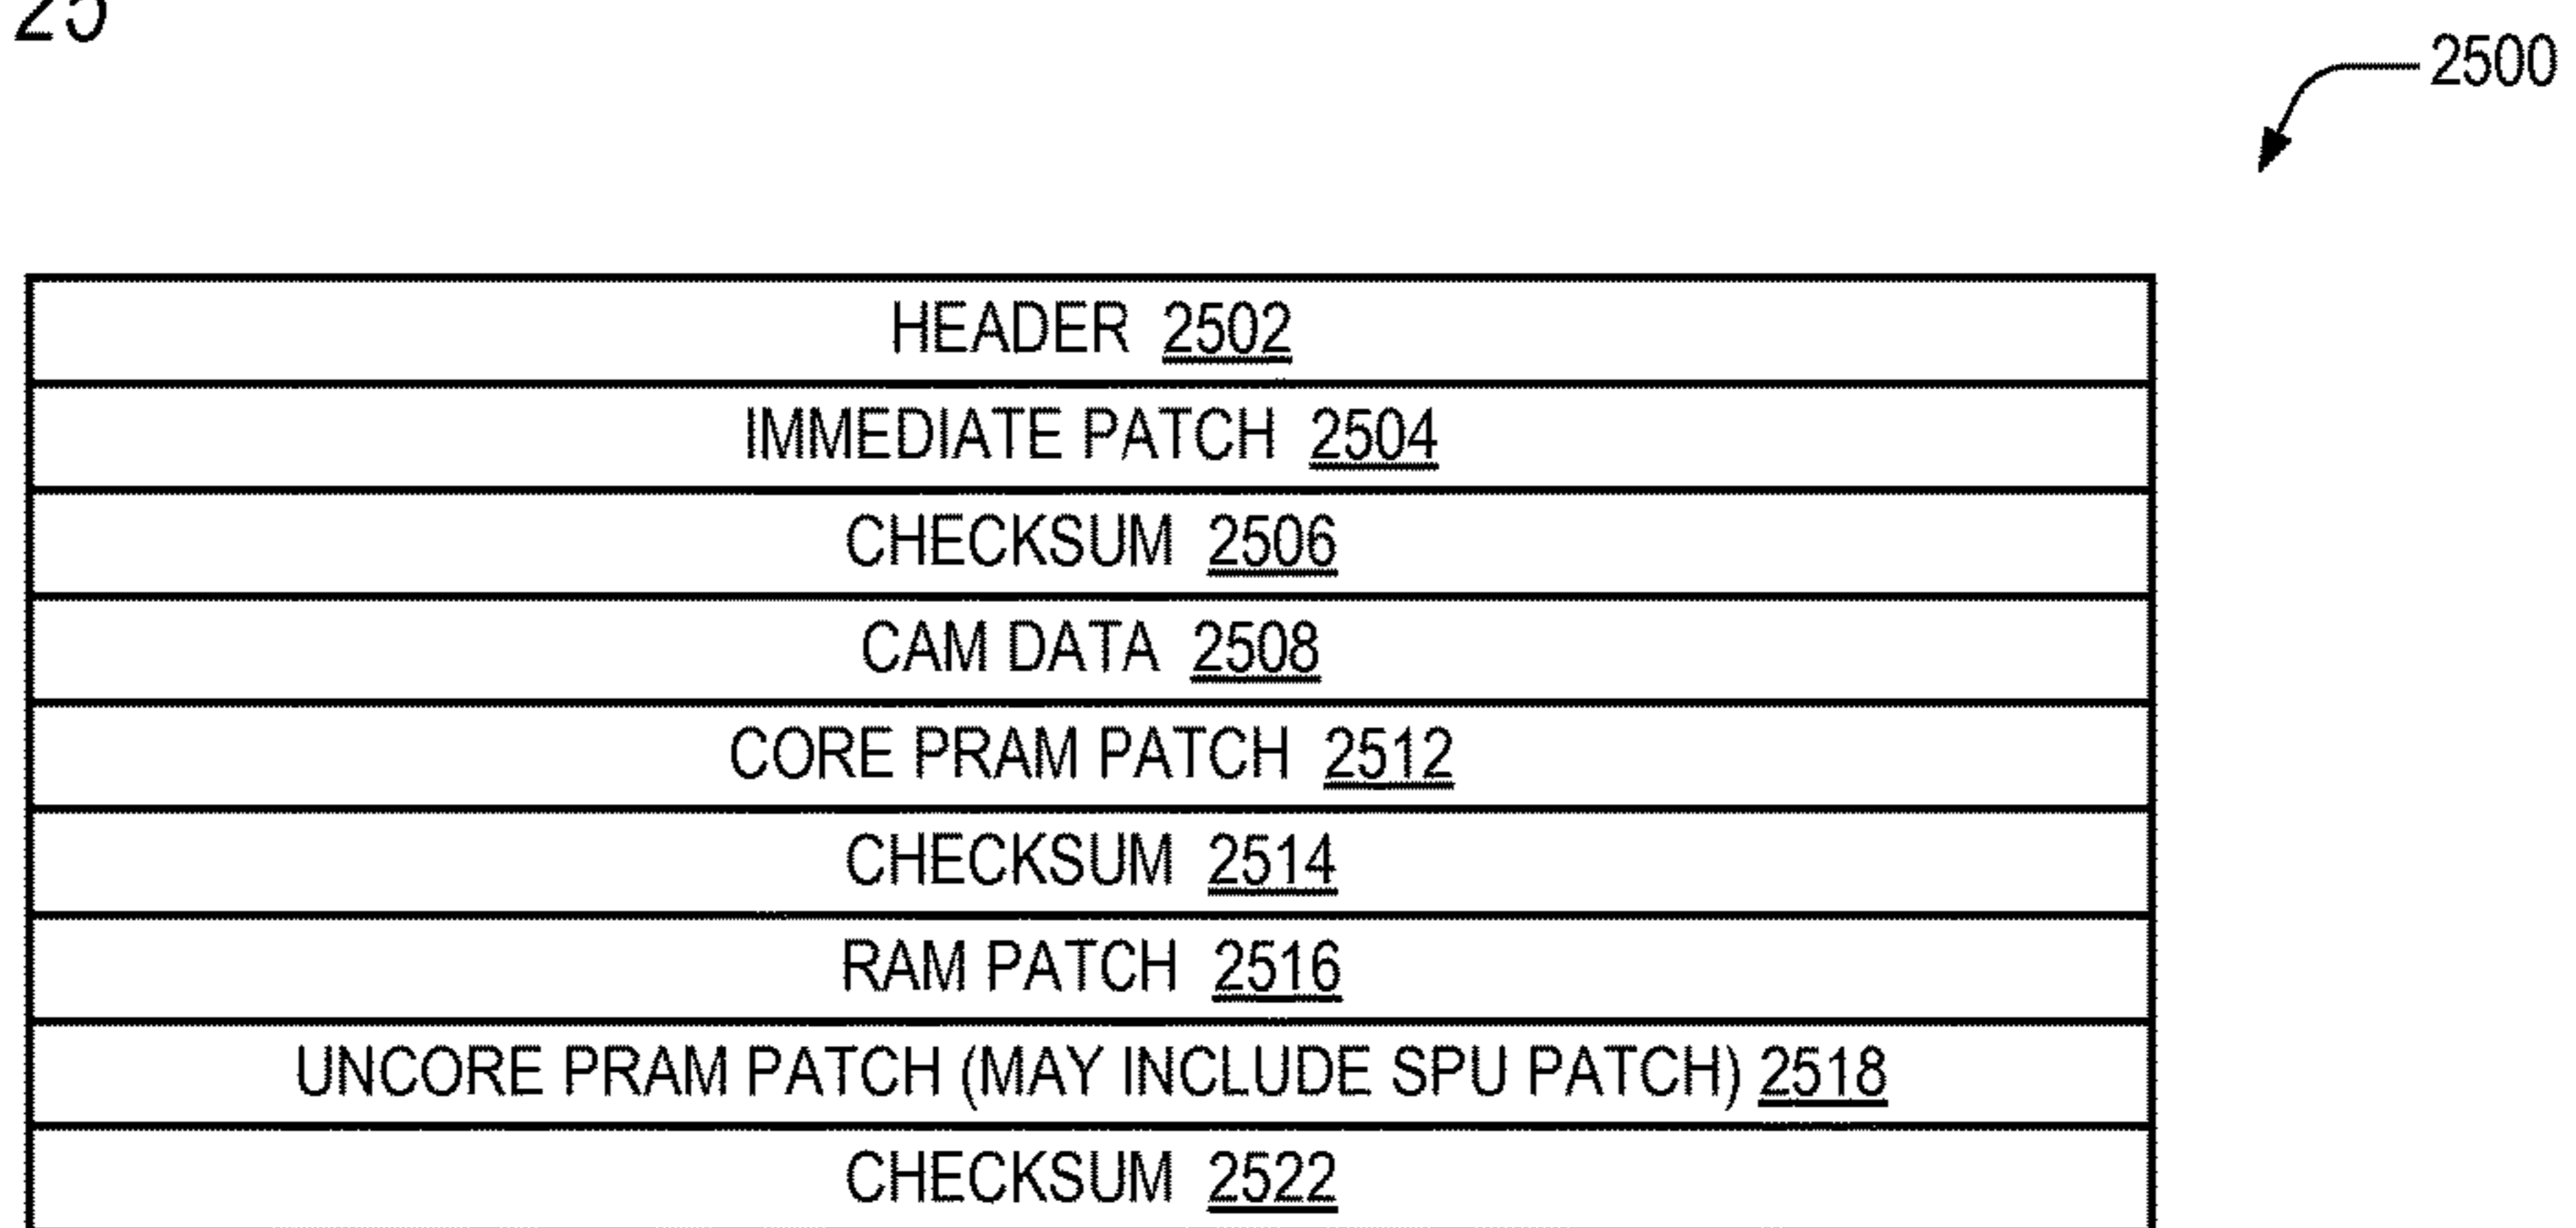 25
2500
HEADER 2502
IMMEDIATE PATCH 2504
CHECKSUM 2506
CAM DATA 2508
CORE PRAM PATCH 2512
CHECKSUM 2514
RAM PATCH 2516
UNCORE PRAM PATCH (MAY INCLUDE SPU PATCH) 2518
CHECKSUM 2522